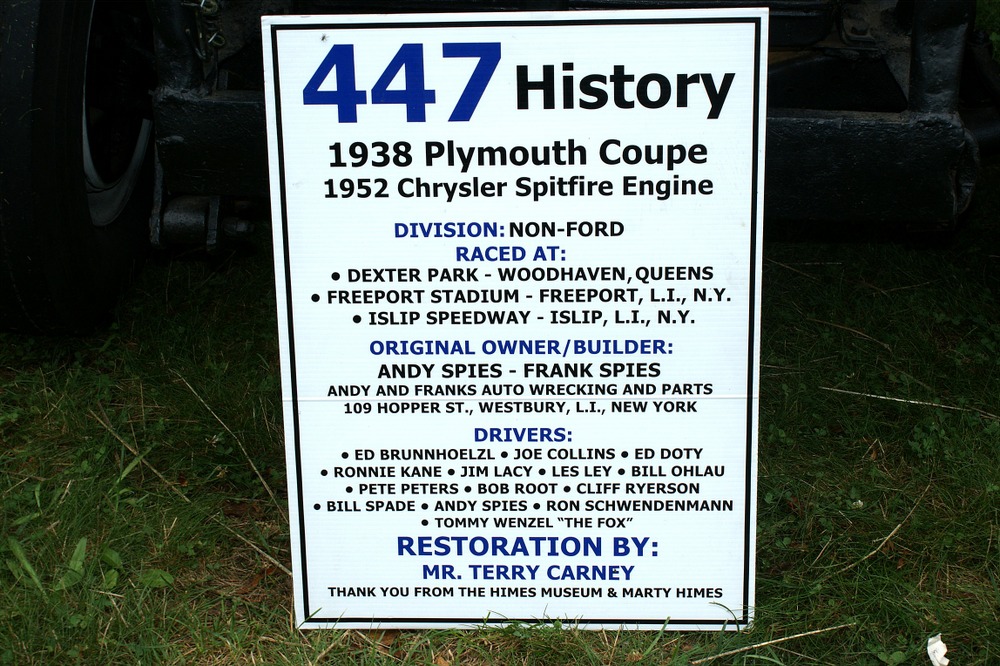 447 History
1938 Plymouth Coupe
1952 Chrysler Spitfire Engine
DIVISION: NON-FORD
RACED AT:
• DEXTER PARK - WOODHAVEN, QUEENS
• FREEPORT STADIUM - FREEPORT, L.I., N.Y.
• ISLIP SPEEDWAY - ISLIP, L.I., N.Y.
ORIGINAL OWNER/BUILDER:
ANDY SPIES - FRANK SPIES
ANDY AND FRANKS AUTO WRECKING AND PARTS
109 HOPPER ST., WESTBURY, L.I., NEW YORK
DRIVERS:
• ED BRUNNHOELZL • JOE COLLINS • ED DOTY
• RONNIE KANE • JIM LACY • LES LEY • BILL OHLAU
• PETE PETERS • BOB ROOT • CLIFF RYERSON
• BILL SPADE • ANDY SPIES • RON SCHWENDENMANN
• TOMMY WENZEL “THE FOX”
RESTORATION BY:
MR. TERRY CARNEY
THANK YOU FROM THE HIMES MUSEUM & MARTY HIMES